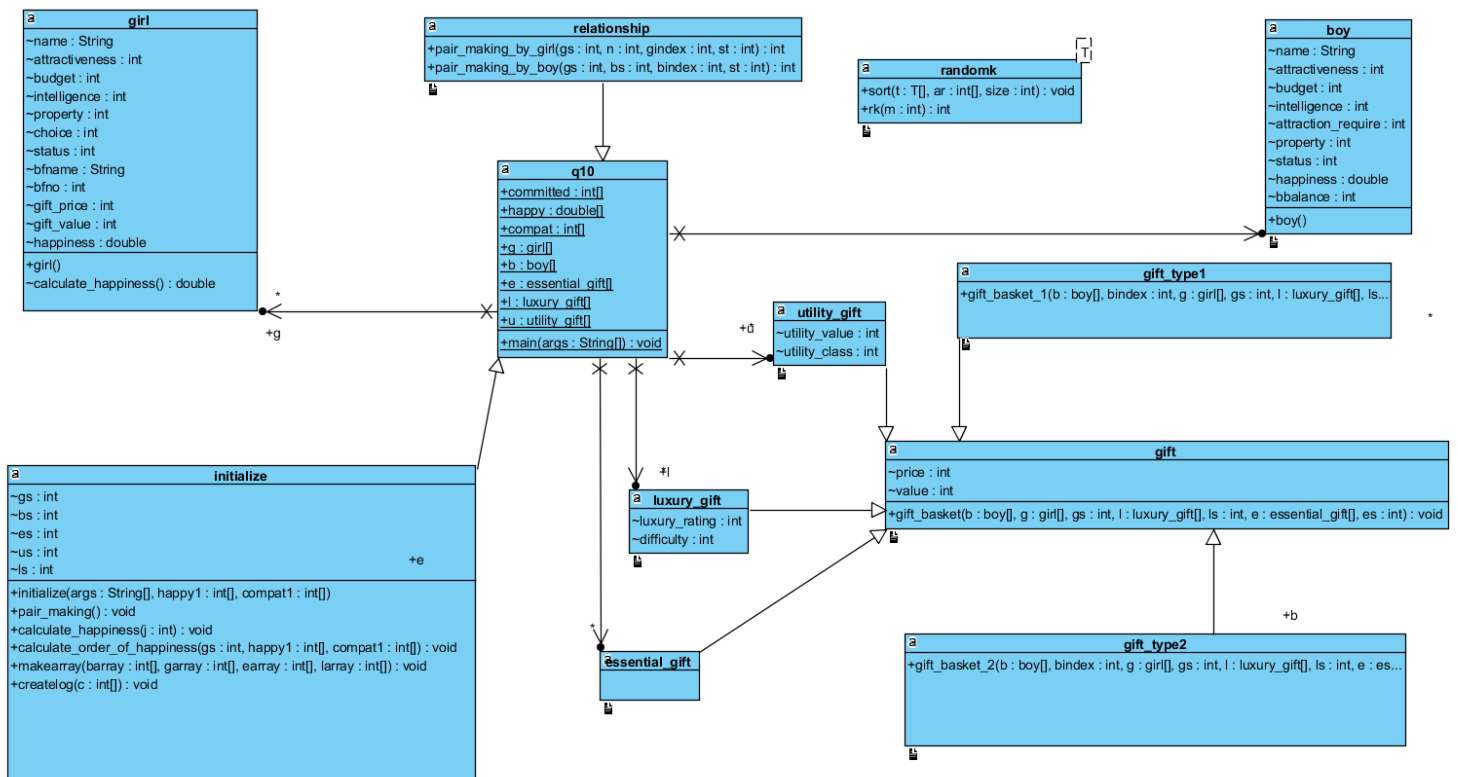 girl
~name : String
~attractiveness : int
~budget : int
~intelligence : int
~property : int
~choice : int
~status : int
~bfname : String
~bfno : int
~gift_price : int
~gift_value : int
~happiness : double
+girl()
~calculate_happiness() : double
relationship
+pair_making_by_girl(gs : int, n : int, gindex : int, st : int) : int
+pair_making_by_boy(gs : int, bs : int, bindex : int, st : int) : int
T
randomk
+sort(t : T[], ar : int[], size : int) : void
+rk(m : int) : int
boy
~name : String
~attractiveness : int
~budget : int
~intelligence : int
~attraction_require : int
~property : int
~status : int
~happiness : double
~bbalance : int
+boy()
q10
+committed : int[]
+happy : double[]
+compat : int[]
+g : girl[]
+b : boy[]
+e : essential_gift[]
+l : luxury_gift[]
+u : utility_gift[]
+main(args : String[]) : void
*
+g
gift_type1
+gift_basket_1(b : boy[], bindex : int, g : girl[], gs : int, l : luxury_gift[], ls...
*
utility_gift
~utility_value : int
~utility_class : int
+u
gift
~price : int
~value : int
+gift_basket(b : boy[], g : girl[], gs : int, l : luxury_gift[], ls : int, e : essential_gift[], es : int) : void
initialize
~gs : int
~bs : int
~es : int
~us : int
~ls : int
+initialize(args : String[], happy1 : int[], compat1 : int[])
+pair_making() : void
+calculate_happiness(j : int) : void
+calculate_order_of_happiness(gs : int, happy1 : int[], compat1 : int[]) : void
+makearray(barray : int[], garray : int[], earray : int[], larray : int[]) : void
+createlog(c : int[]) : void
+e
+l
luxury_gift
~luxury_rating : int
~difficulty : int
*
essential_gift
+b
gift_type2
+gift_basket_2(b : boy[], bindex : int, g : girl[], gs : int, l : luxury_gift[], ls : int, e : es...